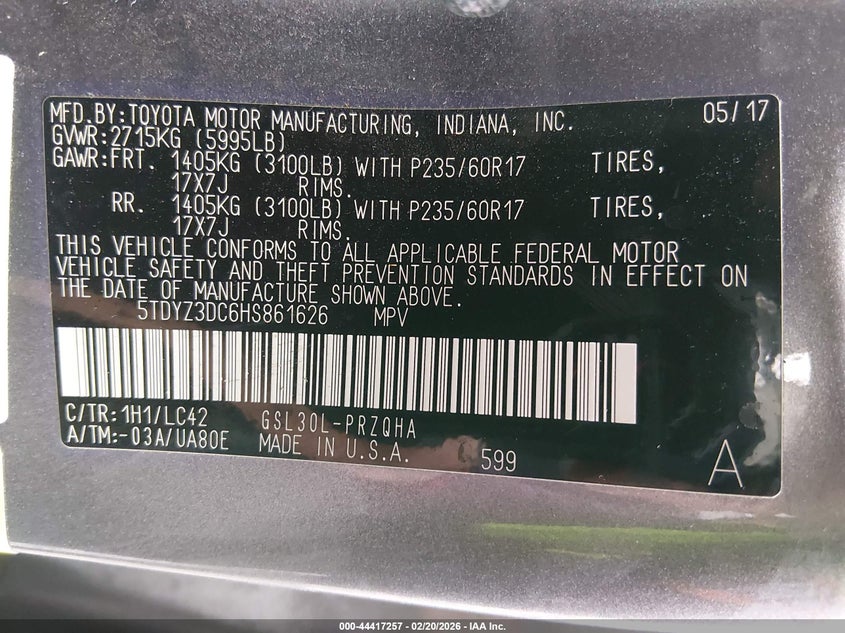 MFD.BY:TOYOTA MOTOR MANUFACTURING, INDIANA, INC. 05/17
GVWR:2715KG (5995LB)
GAWR:FRT. 1405KG (3100LB) WITH P235/60R17 TIRES,
17X7J RIMS.
RR. 1405KG (3100LB) WITH P235/60R17 TIRES,
17X7J RIMS.
THIS VEHICLE CONFORMS TO ALL APPLICABLE FEDERAL MOTOR
VEHICLE SAFETY AND THEFT PREVENTION STANDARDS IN EFFECT ON
THE DATE OF MANUFACTURE SHOWN ABOVE.
5TDYZ3DC6HS861626 MPV
C/TR:1H1/LC42 GSL30L-PRZQHA
A/TM:-03A/UA80E MADE IN U.S.A. 599 A
000-44417257 - 02/20/2026 - IAA Inc.